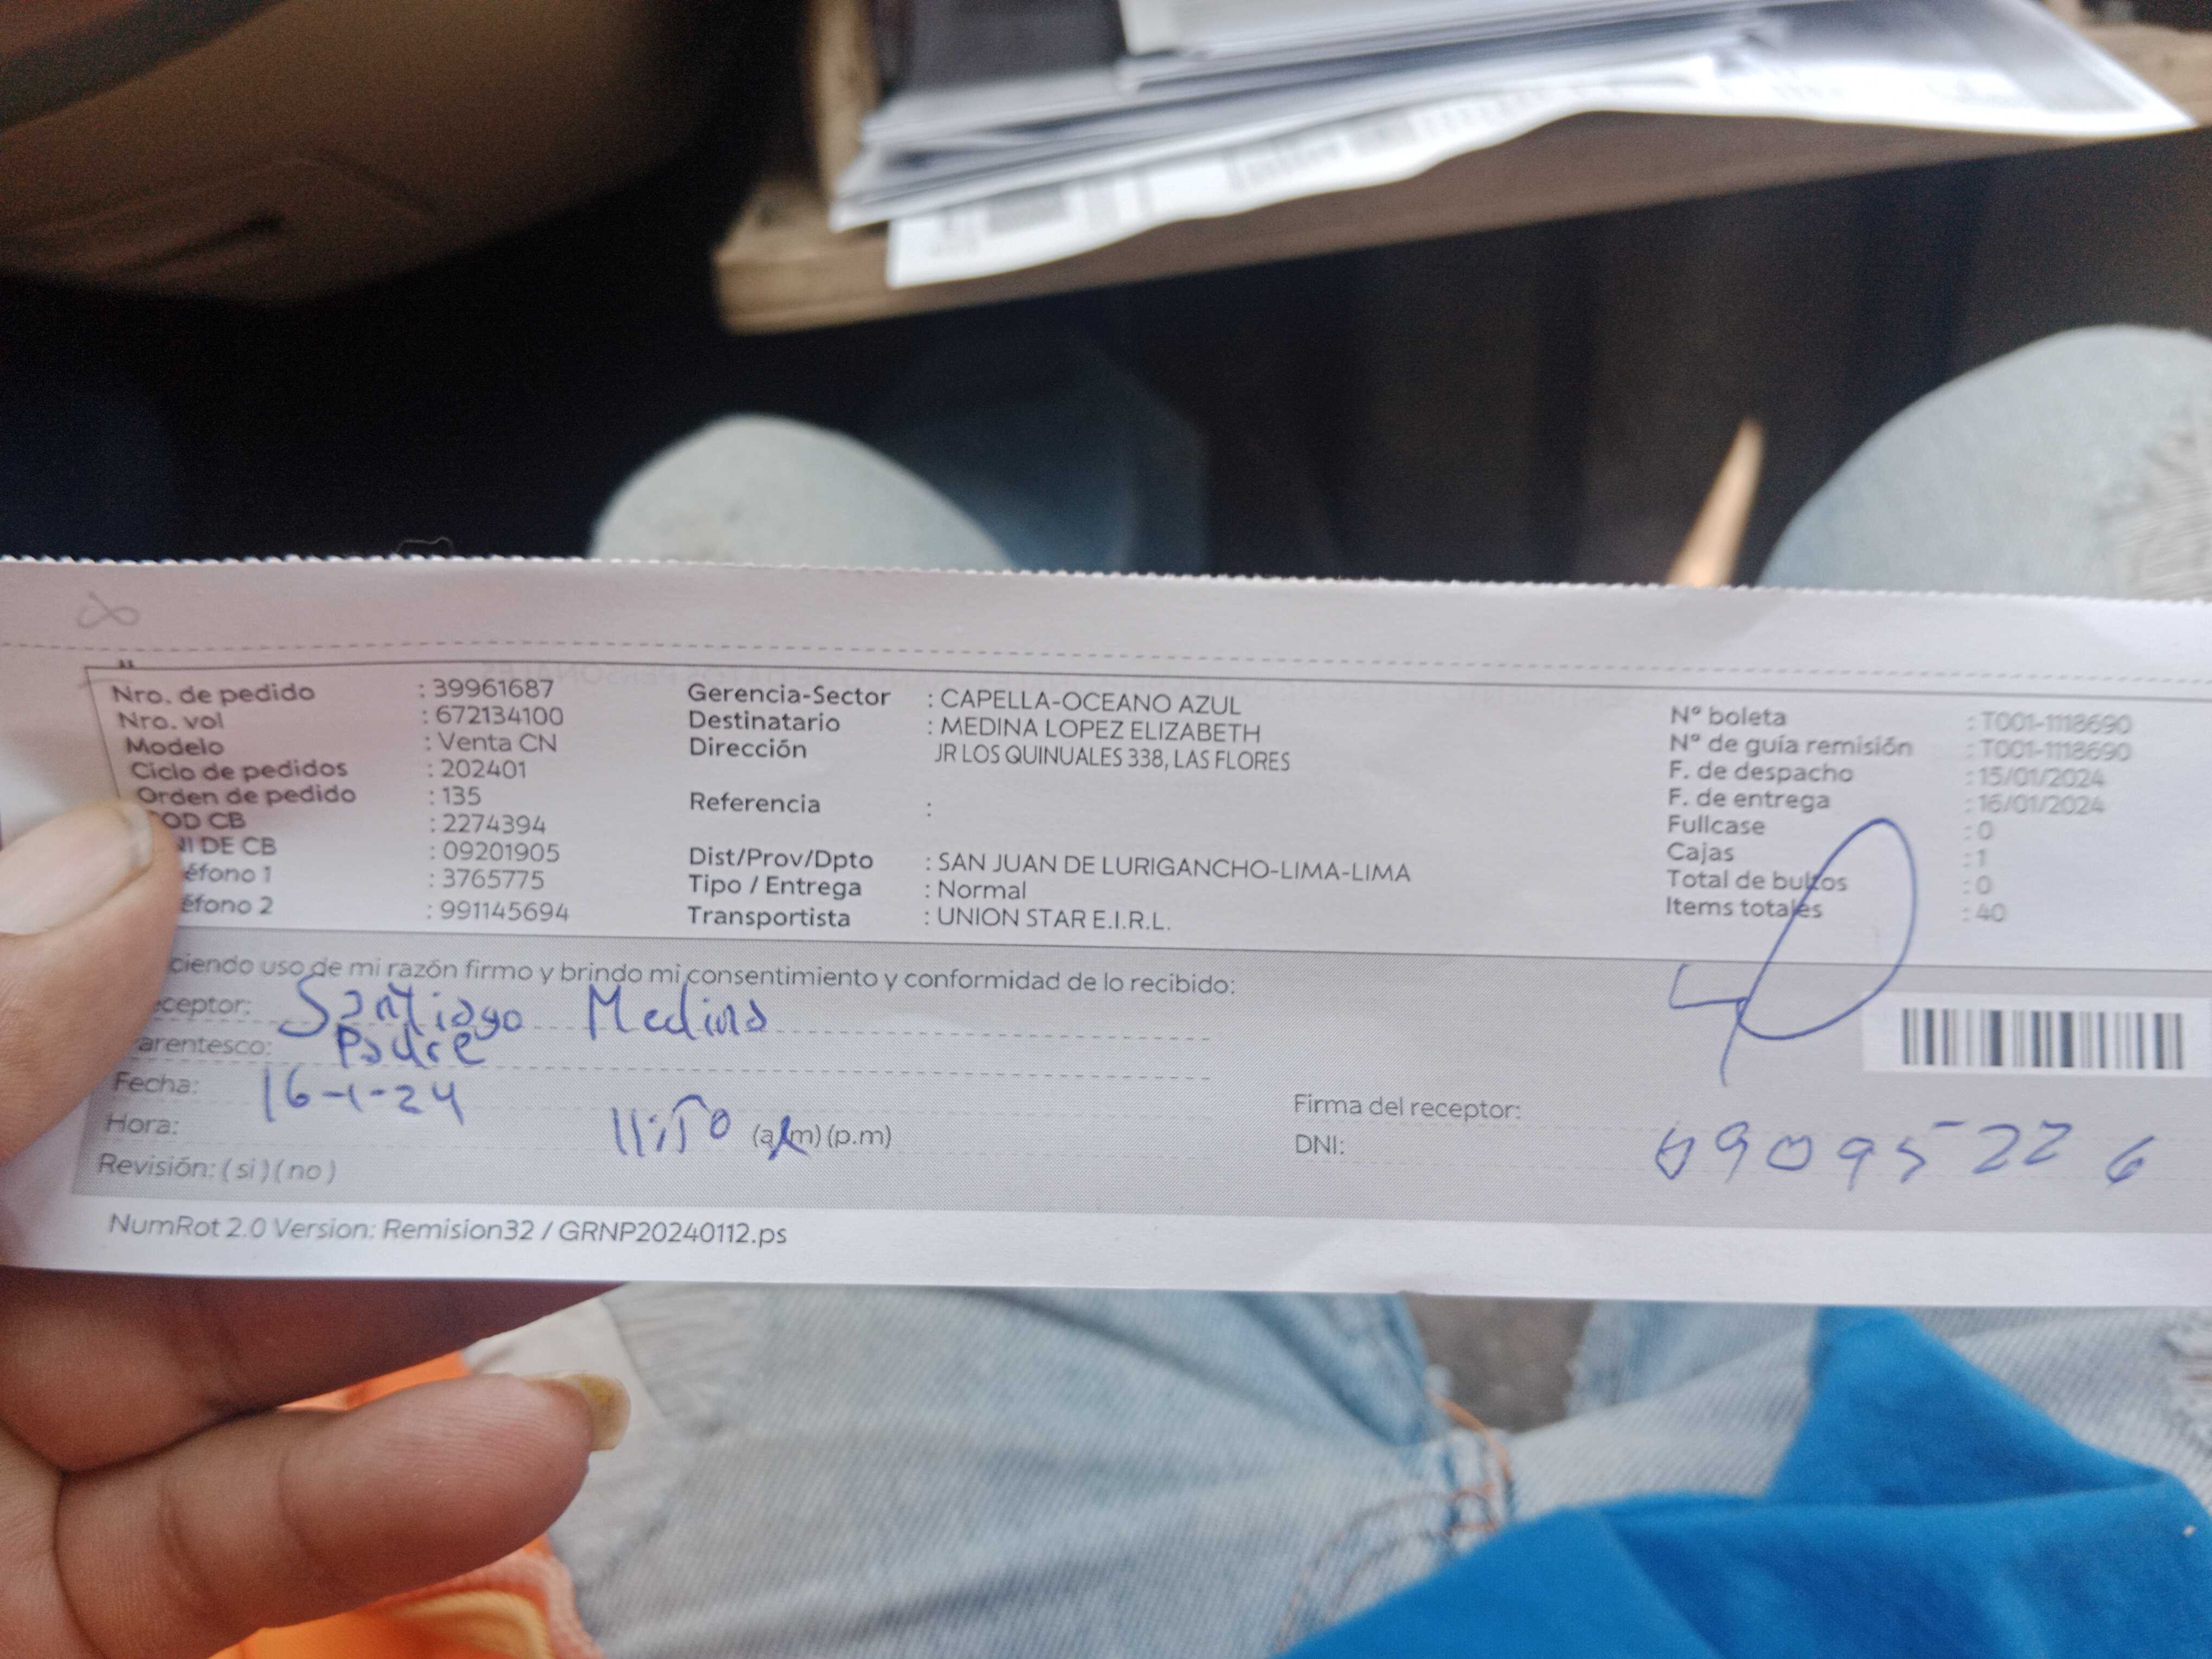 Nro. de pedido : 39961687
Nro. vol : 672134100
Modelo : Venta CN
Ciclo de pedidos : 202401
Orden de pedido : 135
OD CB : 2274394
NI DE CB : 09201905
éfono 1 : 3765775
éfono 2 : 991145694
Gerencia-Sector : CAPELLA-OCEANO AZUL
Destinatario : MEDINA LOPEZ ELIZABETH
Dirección JR LOS QUINUALES 338, LAS FLORES
Referencia :
Dist/Prov/Dpto : SAN JUAN DE LURIGANCHO-LIMA-LIMA
Tipo / Entrega : Normal
Transportista : UNION STAR E.I.R.L.
N° boleta : T001-1118690
N° de guía remisión : T001-1118690
F. de despacho : 15/01/2024
F. de entrega : 16/01/2024
Fullcase : 0
Cajas : 1
Total de bultos : 0
Items totales : 40
ciendo uso de mi razón firmo y brindo mi consentimiento y conformidad de lo recibido:
ceptor: Santiago Medina
arentesco: Padre
Fecha: 16-1-24
Hora: 11:50 (a.m) (p.m)
Revisión: ( si ) ( no )
Firma del receptor:
DNI: 09095226
NumRot 2.0 Version: Remision32 / GRNP20240112.ps